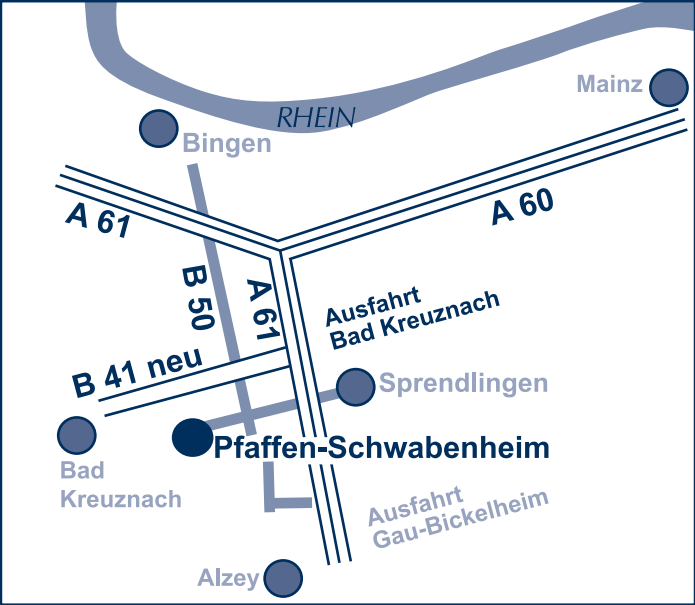 Mainz
RHEIN
Bingen
A 61
A 60
B 50
A 61
Ausfahrt
Bad Kreuznach
B 41 neu
Sprendlingen
Pfaffen-Schwabenheim
Bad
Kreuznach
Ausfahrt
Gau-Bickelheim
Alzey